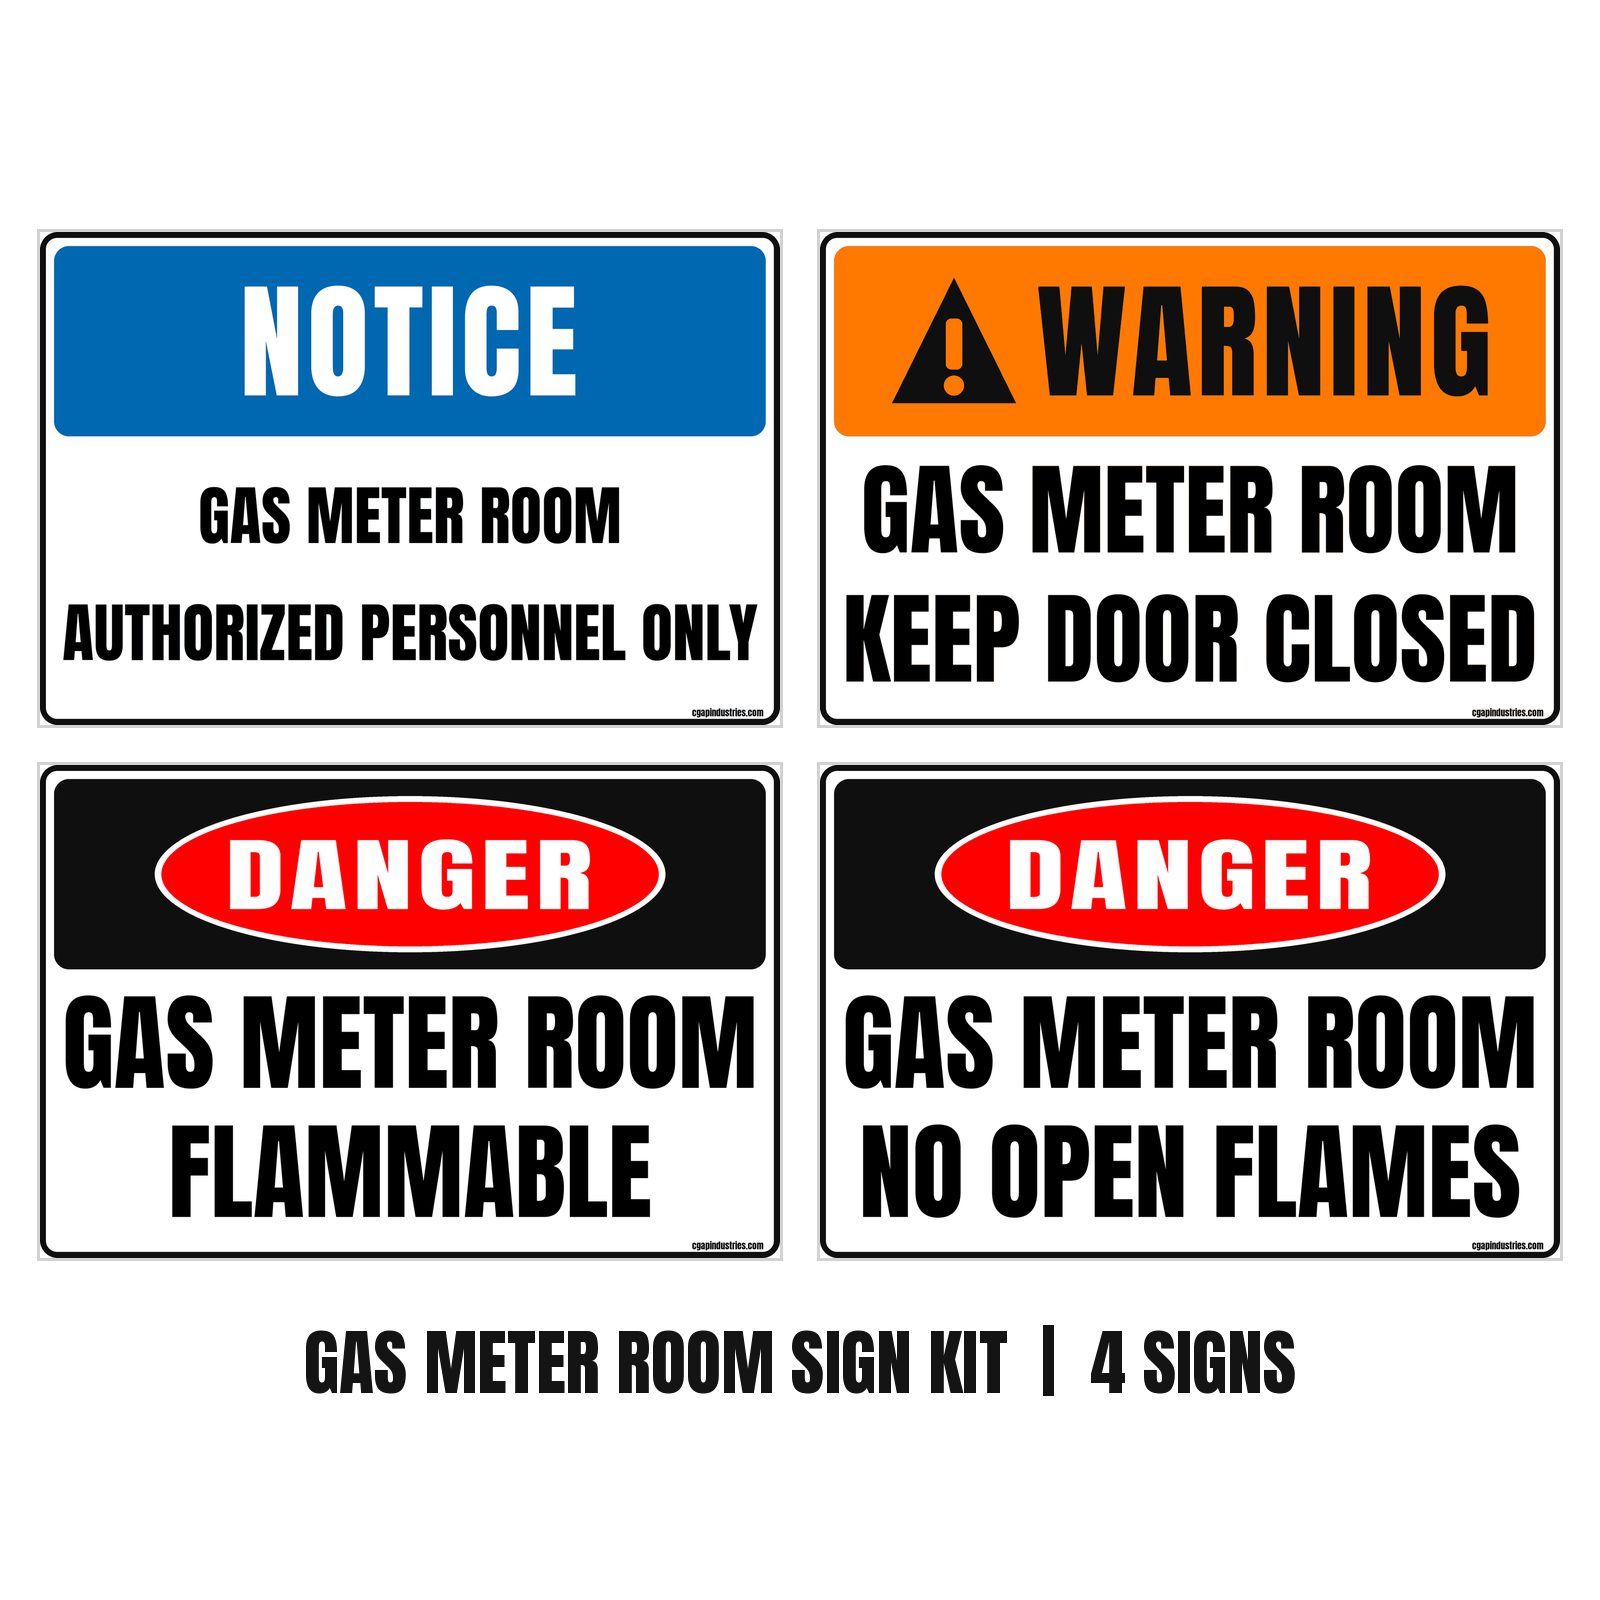 NOTICE
GAS METER ROOM
AUTHORIZED PERSONNEL ONLY
cgapindustries.com
WARNING
GAS METER ROOM
KEEP DOOR CLOSED
cgapindustries.com
DANGER
GAS METER ROOM
FLAMMABLE
cgapindustries.com
DANGER
GAS METER ROOM
NO OPEN FLAMES
cgapindustries.com
GAS METER ROOM SIGN KIT | 4 SIGNS